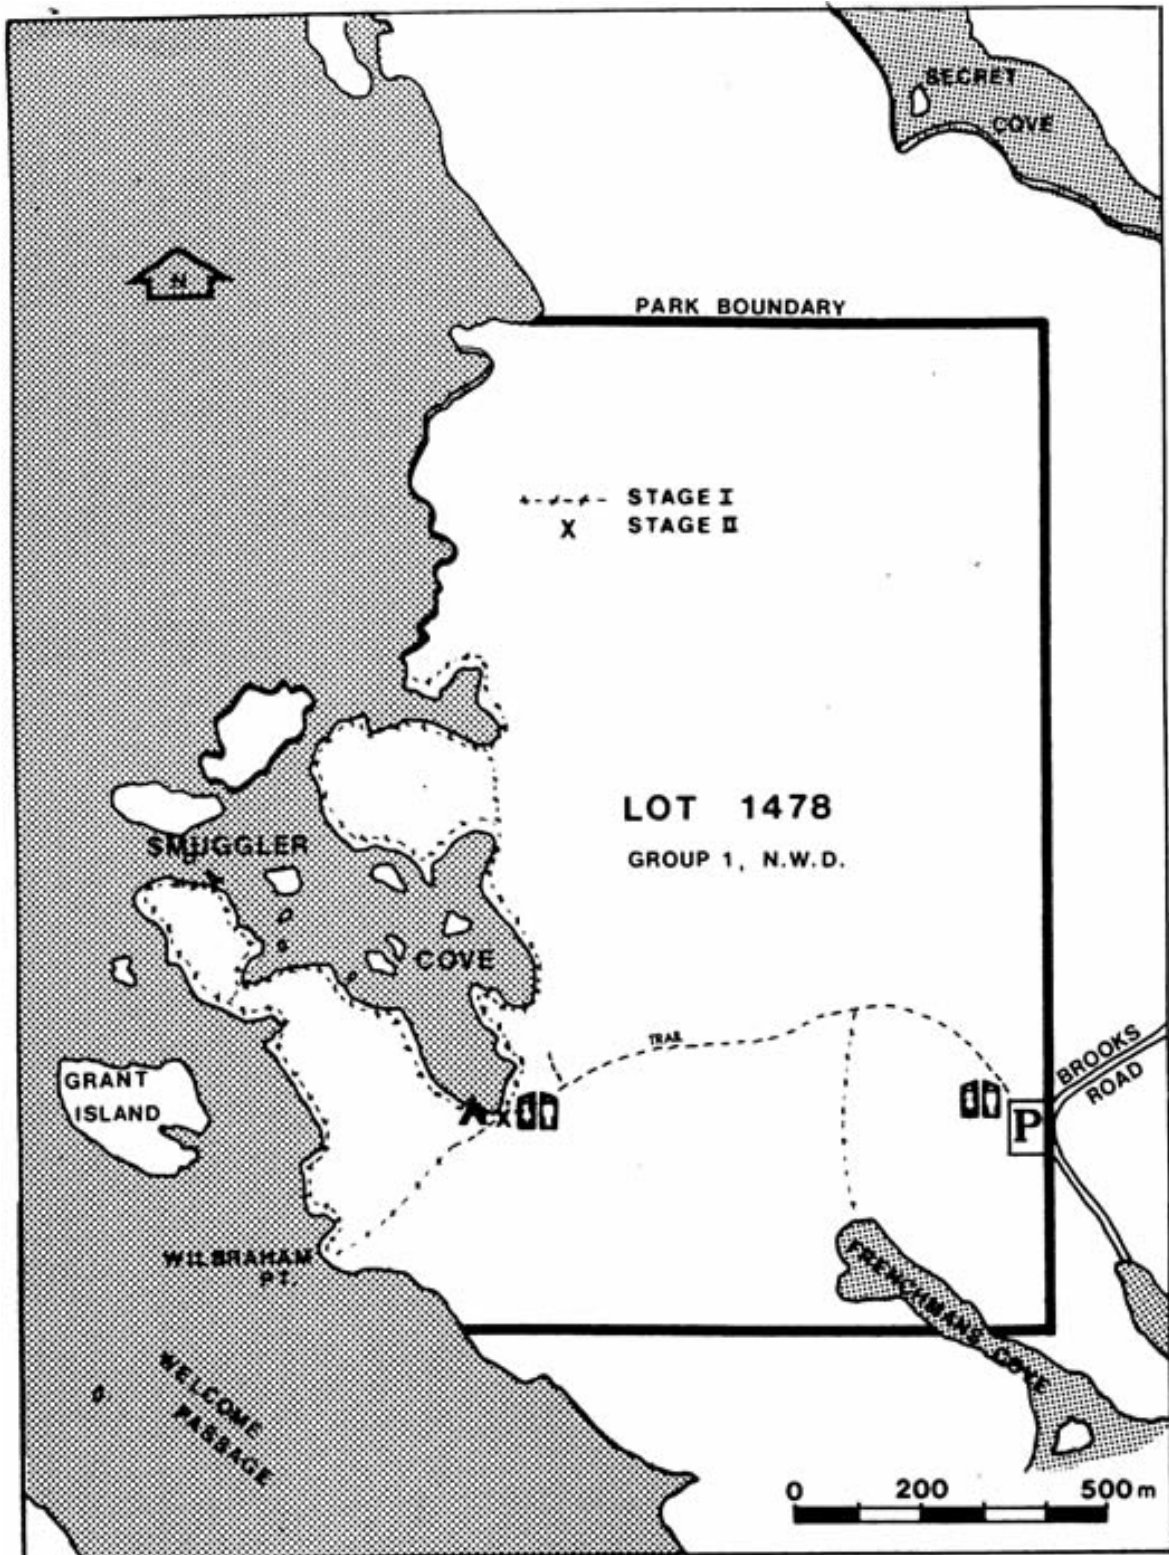 SECRET
COVE
N
PARK BOUNDARY
STAGE I
X STAGE II
LOT 1478
GROUP 1, N.W.D.
SMUGGLER
COVE
TRAIL
BROOKS
ROAD
GRANT
ISLAND
X
P
WILBRAHAM
PT.
FRENCHMANS COVE
WELCOME
PASSAGE
0 200 500 m